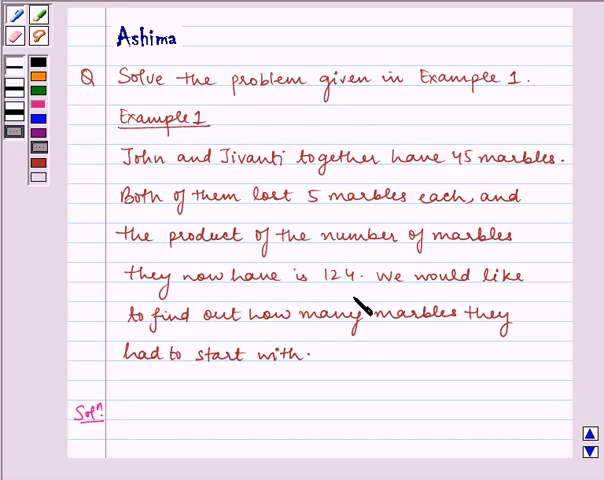 Ashima
Q Solve the problem given in Example 1.
Example 1
John and Jivanti together have 45 marbles.
Both of them lost 5 marbles each, and
the product of the number of marbles
they now have is 124. We would like
to find out how many marbles they
had to start with.
Solⁿ: